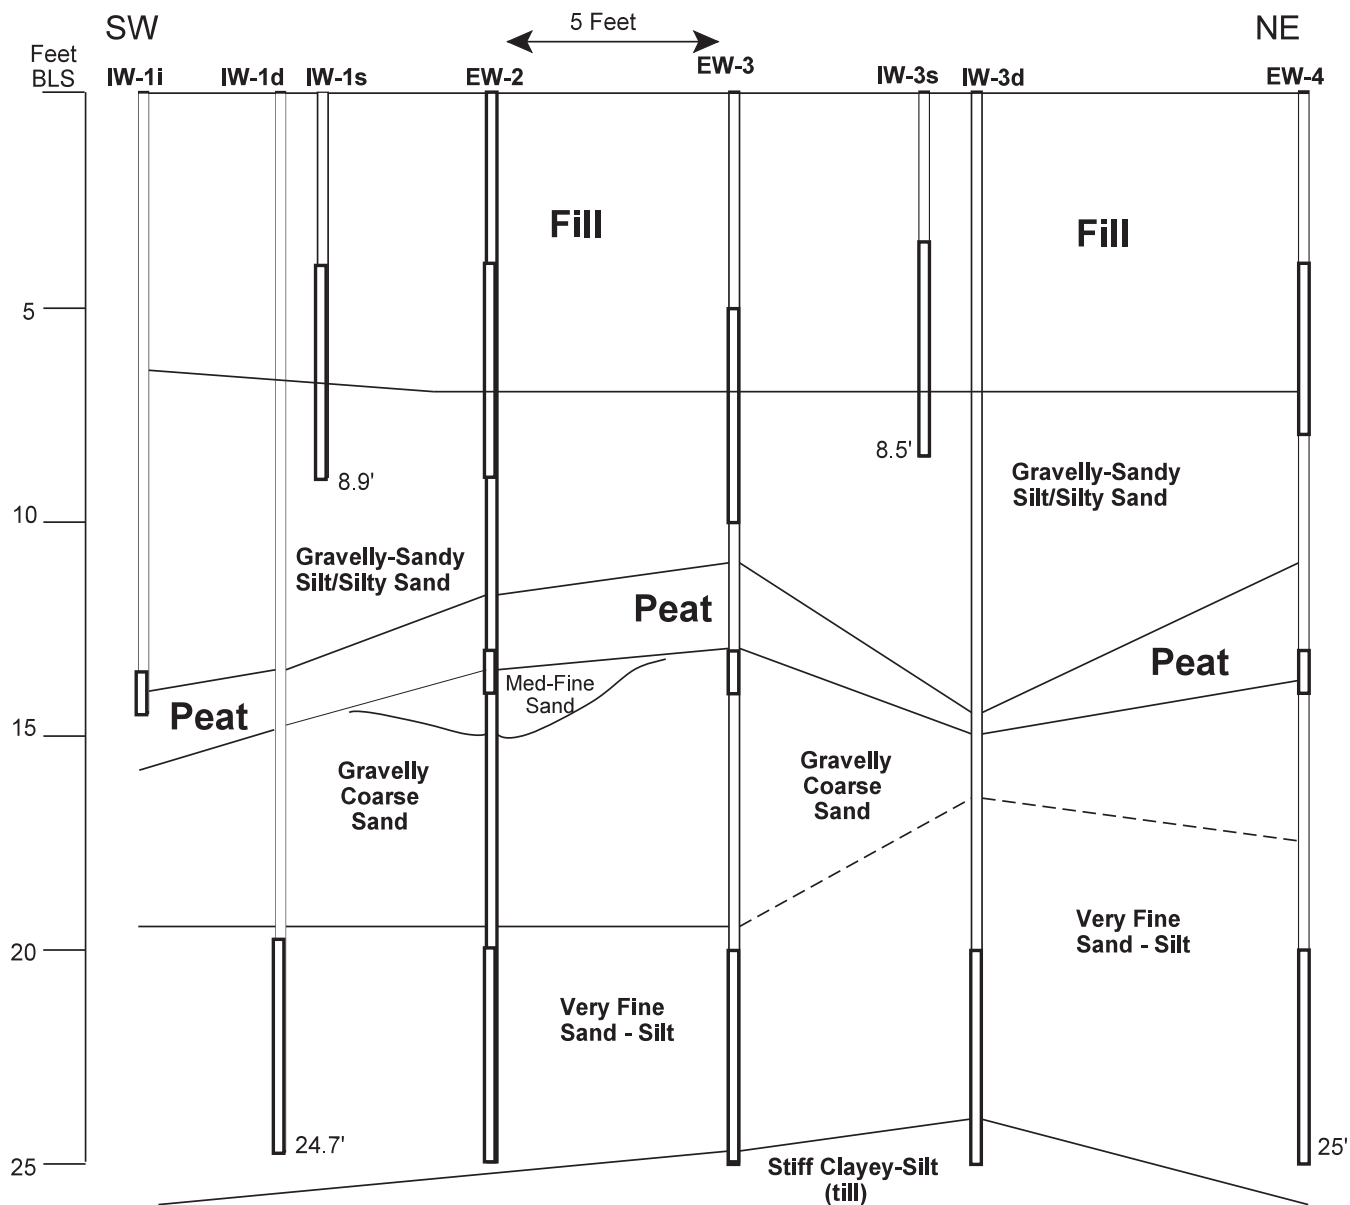 SW
5 Feet
NE
Feet
BLS
IW-1i
IW-1d
IW-1s
EW-2
EW-3
IW-3s
IW-3d
EW-4
Fill
Fill
5
8.9'
8.5'
Gravelly-Sandy
Silt/Silty Sand
10
Gravelly-Sandy
Silt/Silty Sand
Peat
Peat
Med-Fine
Sand
Peat
15
Gravelly
Coarse
Sand
Gravelly
Coarse
Sand
Very Fine
Sand - Silt
20
Very Fine
Sand - Silt
24.7'
25'
25
Stiff Clayey-Silt
(till)